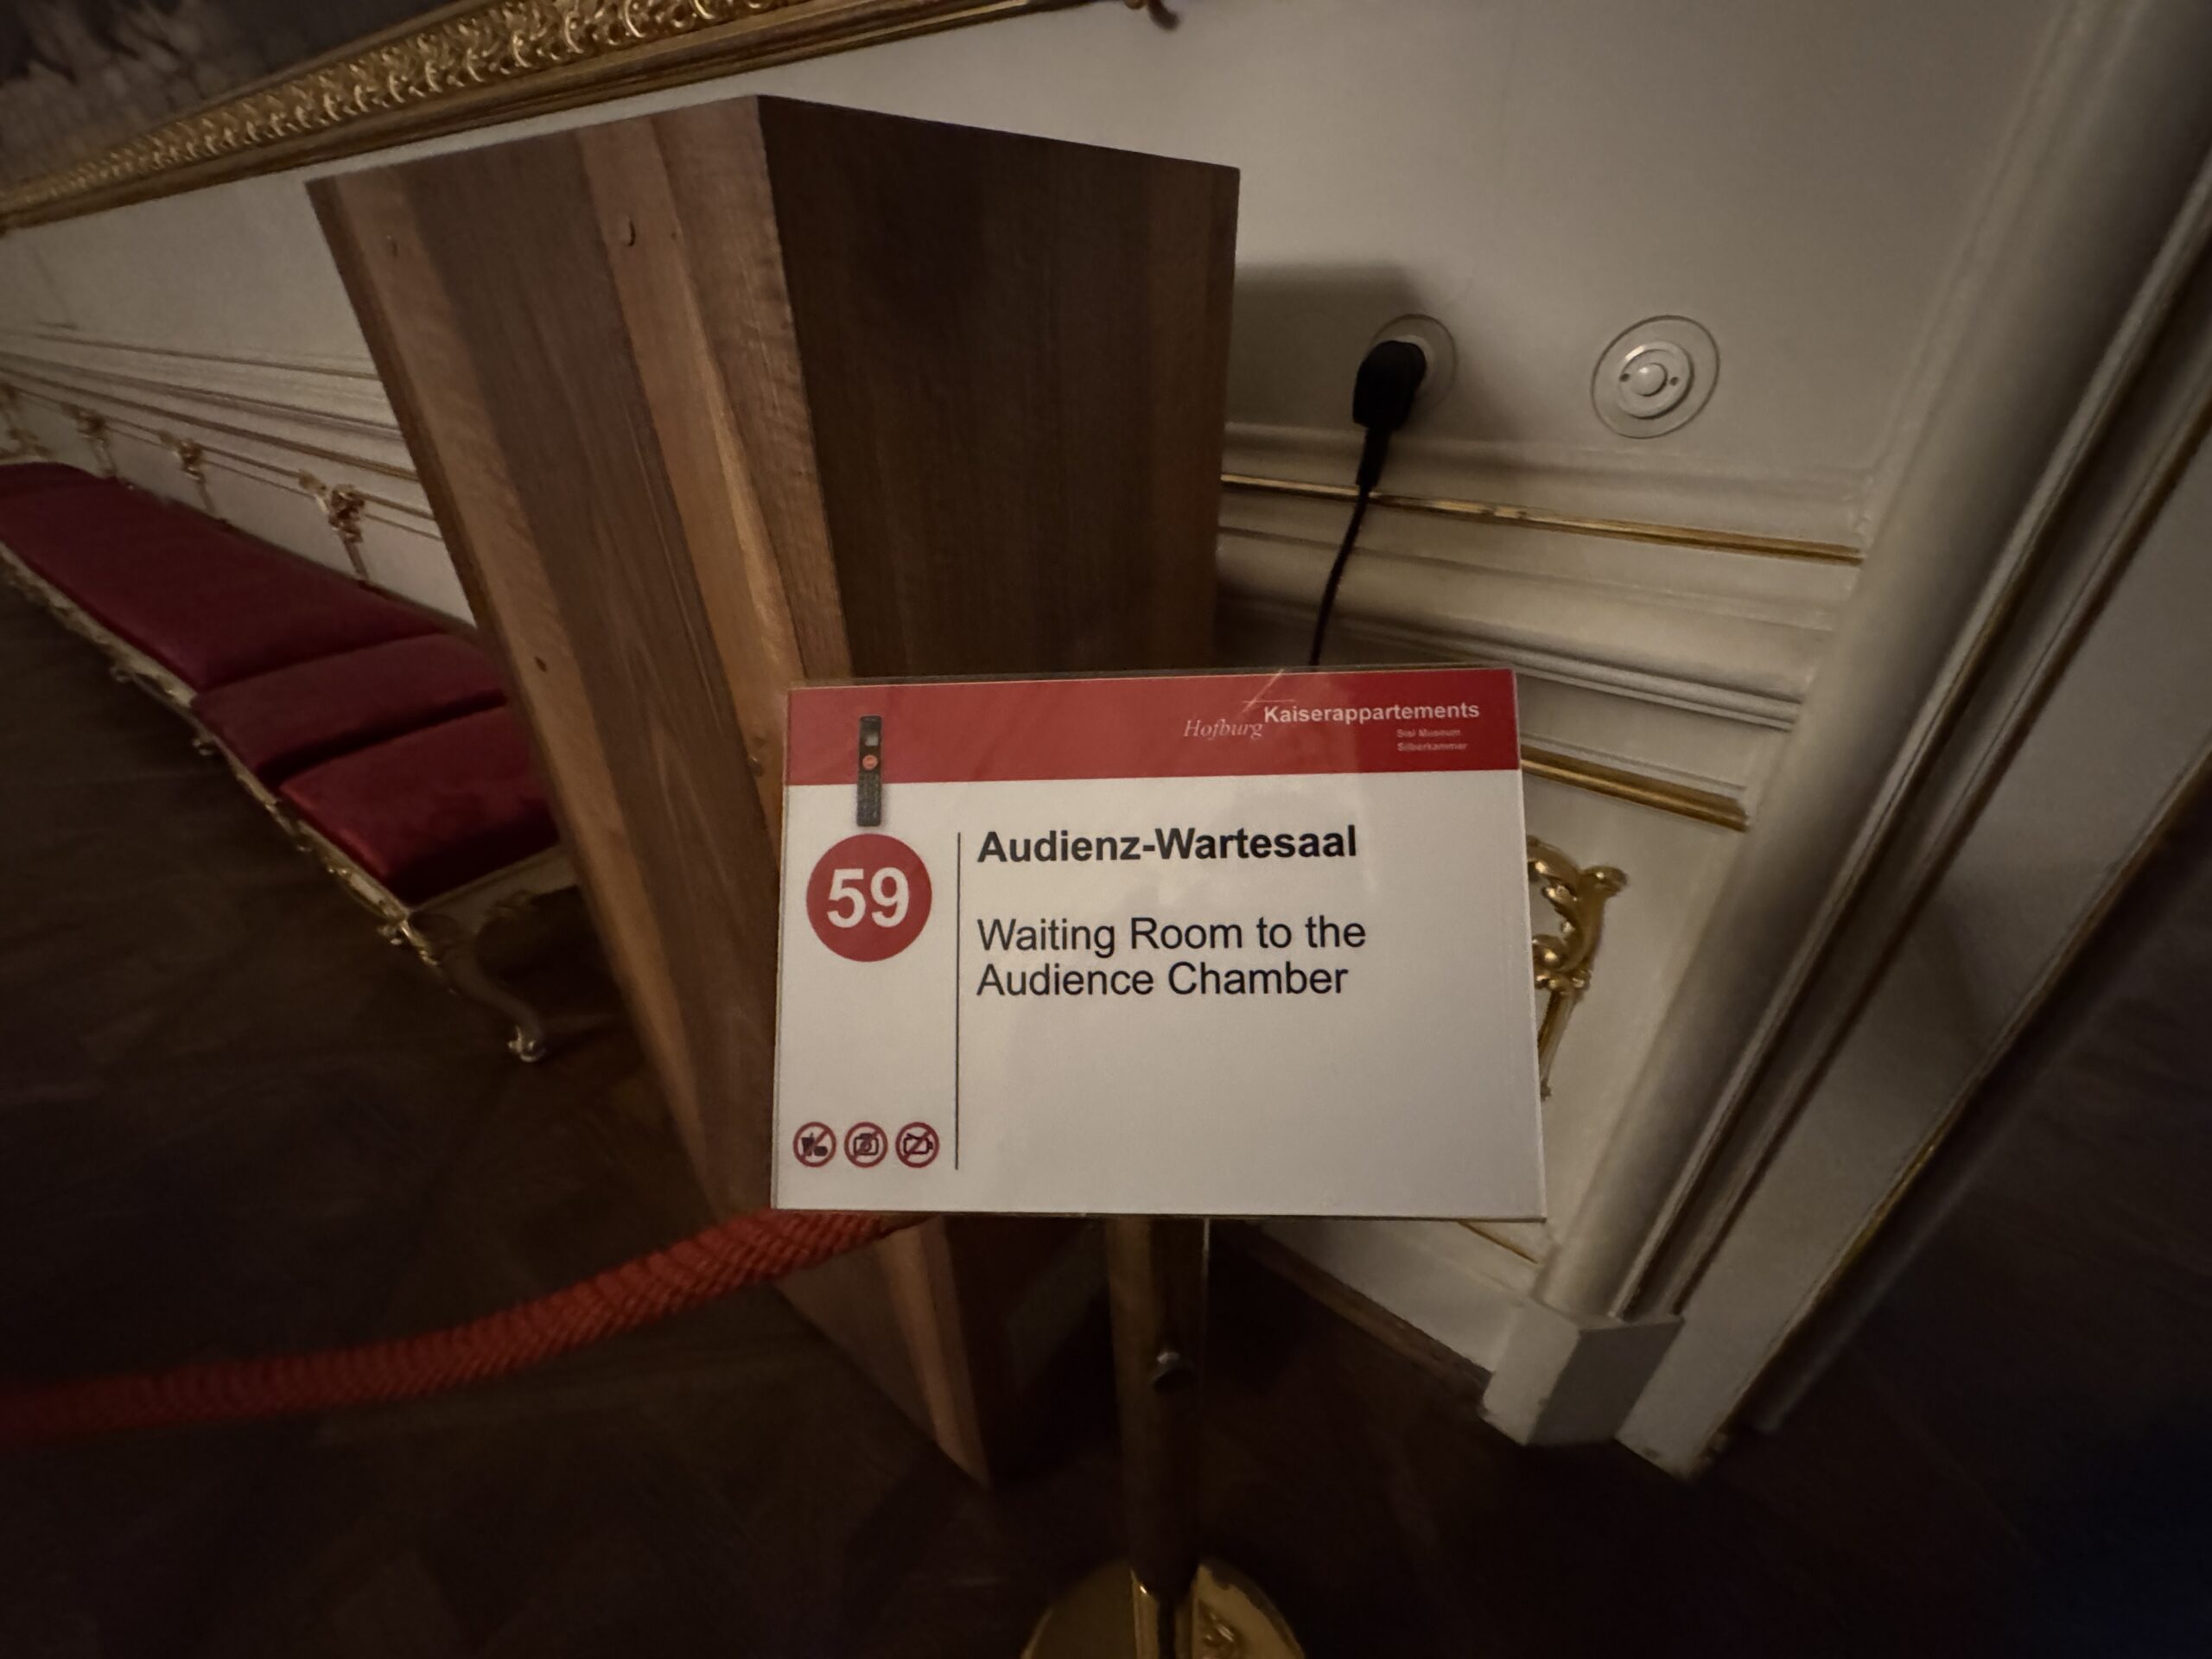 Hofburg Kaiserappartements
Sisi Museum
Silberkammer
59
Audienz-Wartesaal
Waiting Room to the
Audience Chamber